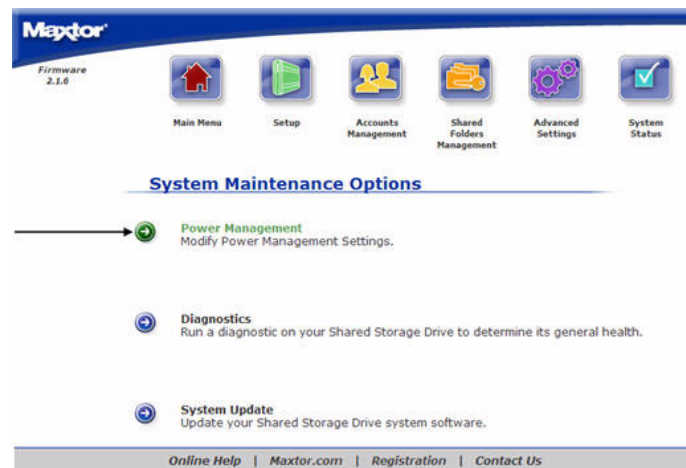 Maxtor
Firmware
2.1.6
Main Menu
Setup
Accounts
Management
Shared
Folders
Management
Advanced
Settings
System
Status
System Maintenance Options
Power Management
Modify Power Management Settings.
Diagnostics
Run a diagnostic on your Shared Storage Drive to determine its general health.
System Update
Update your Shared Storage Drive system software.
Online Help | Maxtor.com | Registration | Contact Us